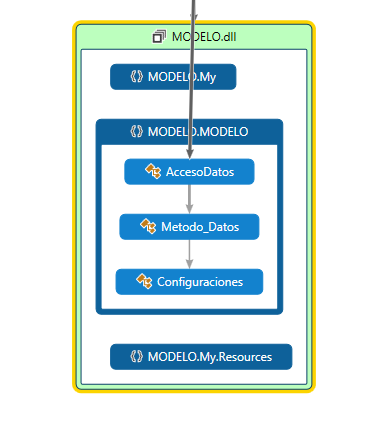 MODELO.dll
MODELO.My
MODELO.MODELO
AccesoDatos
Metodo_Datos
Configuraciones
MODELO.My.Resources